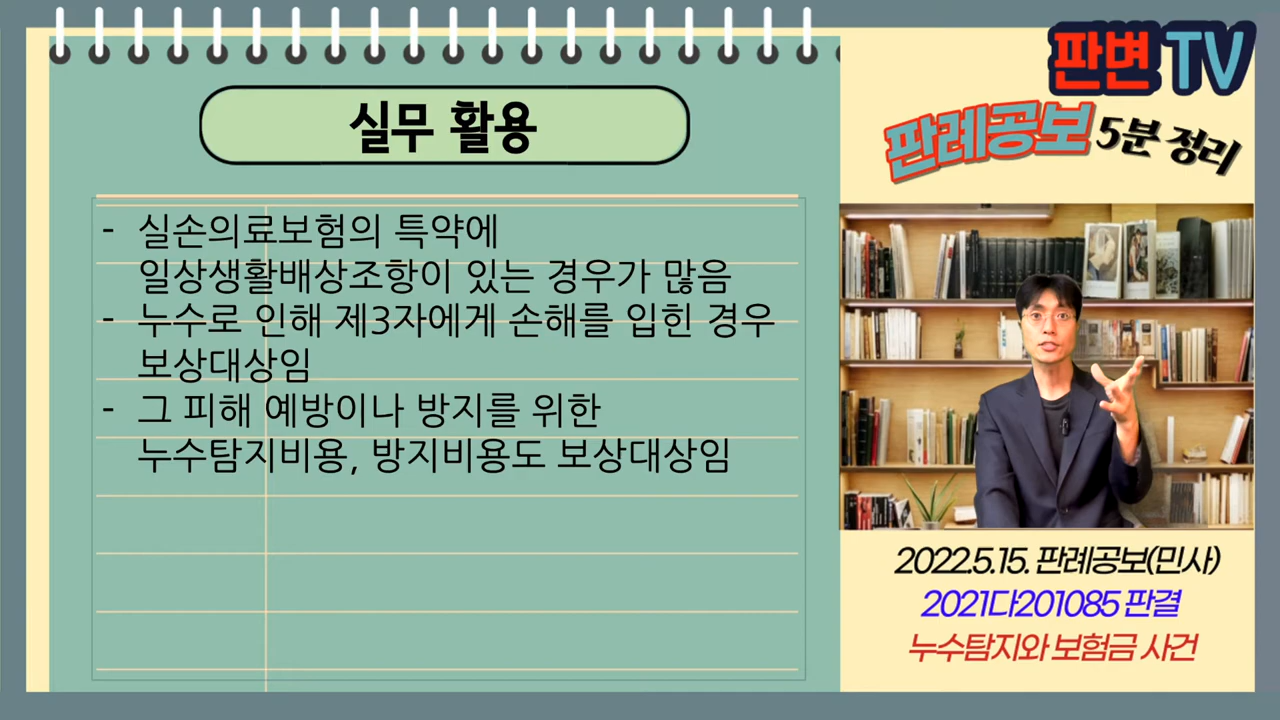 실무 활용
- 실손의료보험의 특약에
일상생활배상조항이 있는 경우가 많음
- 누수로 인해 제3자에게 손해를 입힌 경우
보상대상임
- 그 피해 예방이나 방지를 위한
누수탐지비용, 방지비용도 보상대상임
판변 TV
판례공보 5분 정리
2022.5.15. 판례공보(민사)
2021다201085 판결
누수탐지와 보험금 사건